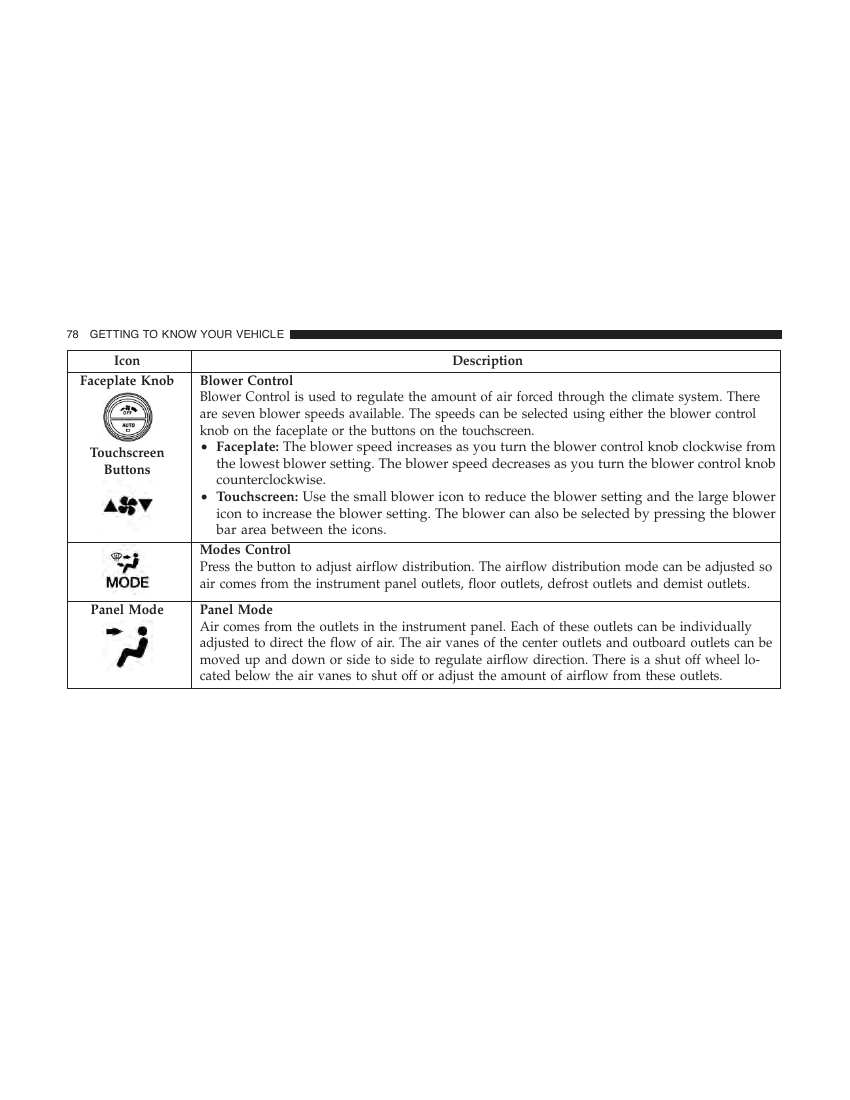 78 GETTING TO KNOW YOUR VEHICLE
Icon
Description
Faceplate Knob
OFF
AUTO
Touchscreen
Buttons
Blower Control
Blower Control is used to regulate the amount of air forced through the climate system. There
are seven blower speeds available. The speeds can be selected using either the blower control
knob on the faceplate or the buttons on the touchscreen.
• Faceplate: The blower speed increases as you turn the blower control knob clockwise from
the lowest blower setting. The blower speed decreases as you turn the blower control knob
counterclockwise.
• Touchscreen: Use the small blower icon to reduce the blower setting and the large blower
icon to increase the blower setting. The blower can also be selected by pressing the blower
bar area between the icons.
MODE
Modes Control
Press the button to adjust airflow distribution. The airflow distribution mode can be adjusted so
air comes from the instrument panel outlets, floor outlets, defrost outlets and demist outlets.
Panel Mode
Panel Mode
Air comes from the outlets in the instrument panel. Each of these outlets can be individually
adjusted to direct the flow of air. The air vanes of the center outlets and outboard outlets can be
moved up and down or side to side to regulate airflow direction. There is a shut off wheel lo-
cated below the air vanes to shut off or adjust the amount of airflow from these outlets.